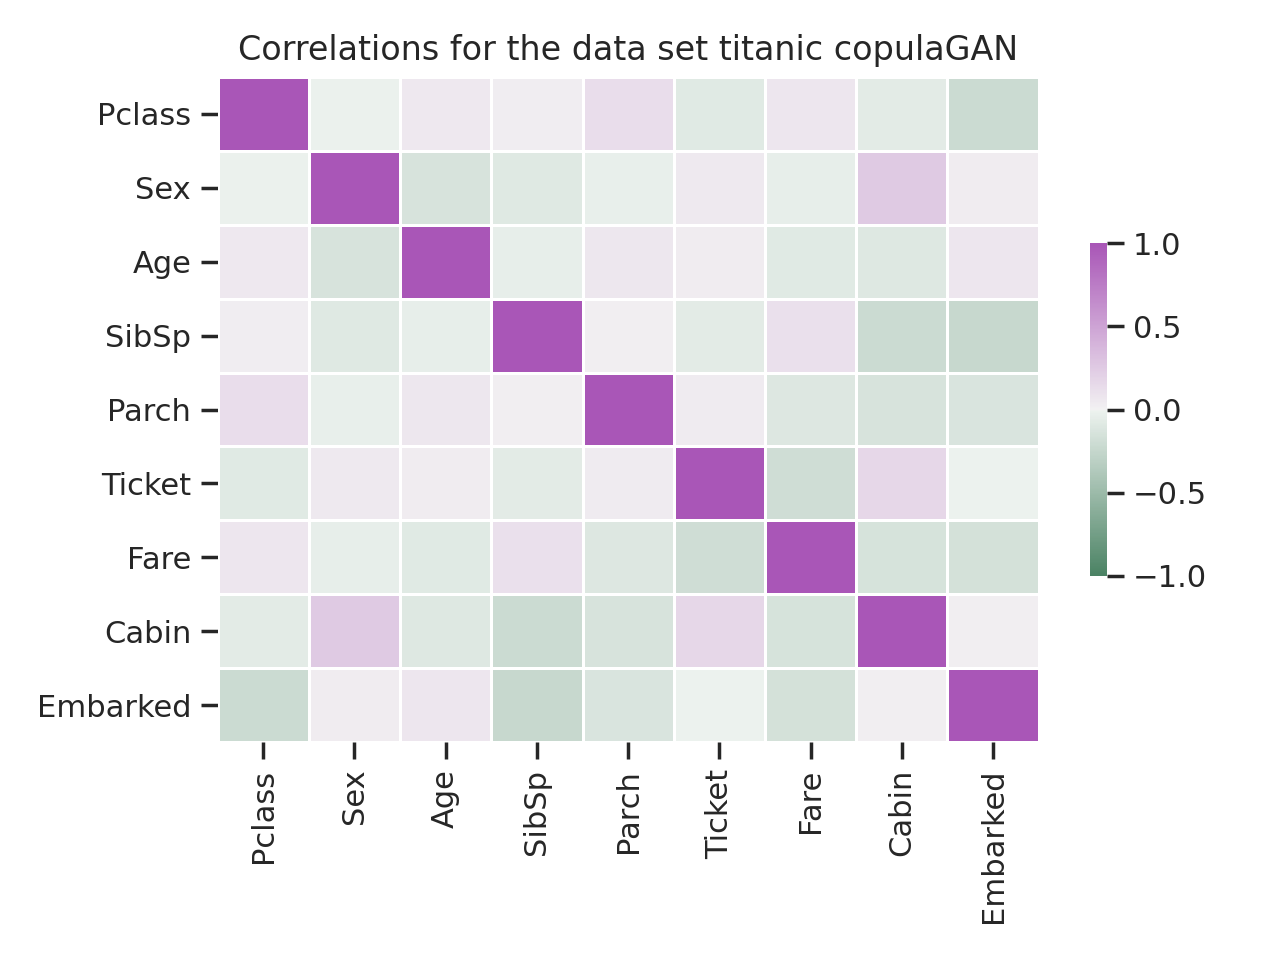 Correlations for the data set titanic copulaGAN
Pclass
Sex
Age
SibSp
Parch
Ticket
Fare
Cabin
Embarked
Pclass
Sex
Age
SibSp
Parch
Ticket
Fare
Cabin
Embarked
1.0
0.5
0.0
−0.5
−1.0